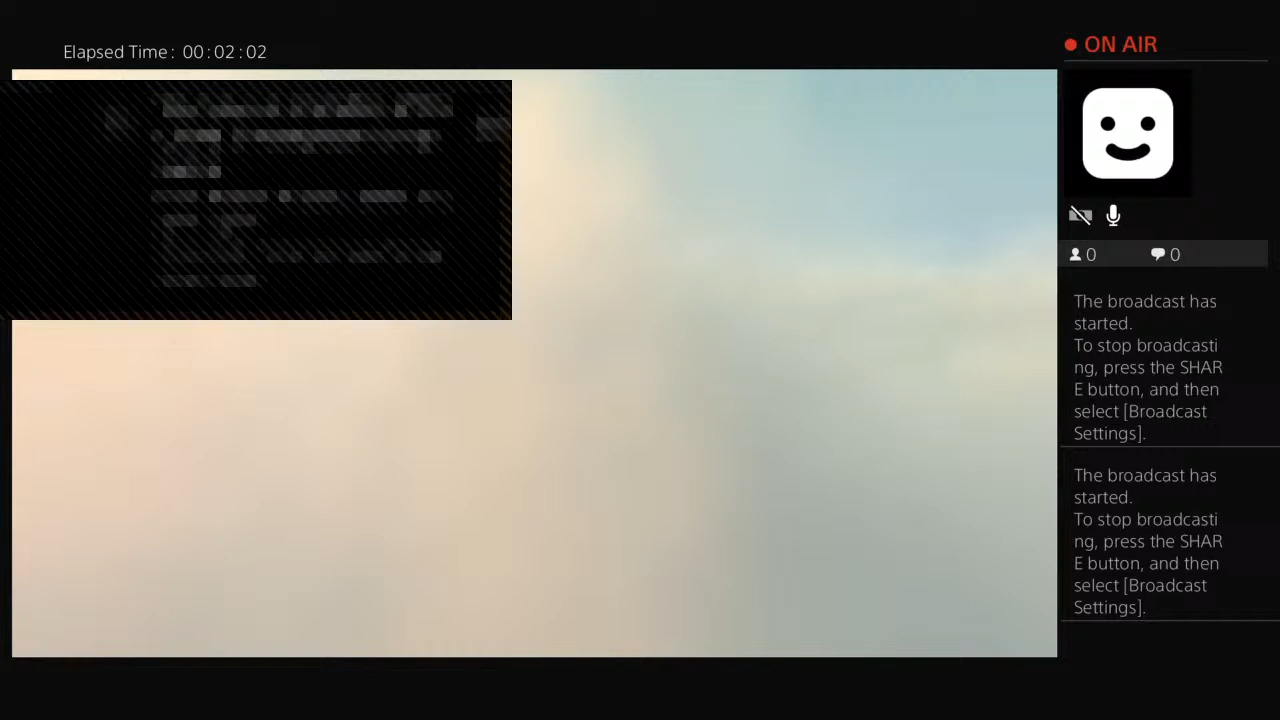 Elapsed Time: 00:02:02
ON AIR
0
0
The broadcast has
started.
To stop broadcasti
ng, press the SHAR
E button, and then
select [Broadcast
Settings].
The broadcast has
started.
To stop broadcasti
ng, press the SHAR
E button, and then
select [Broadcast
Settings].